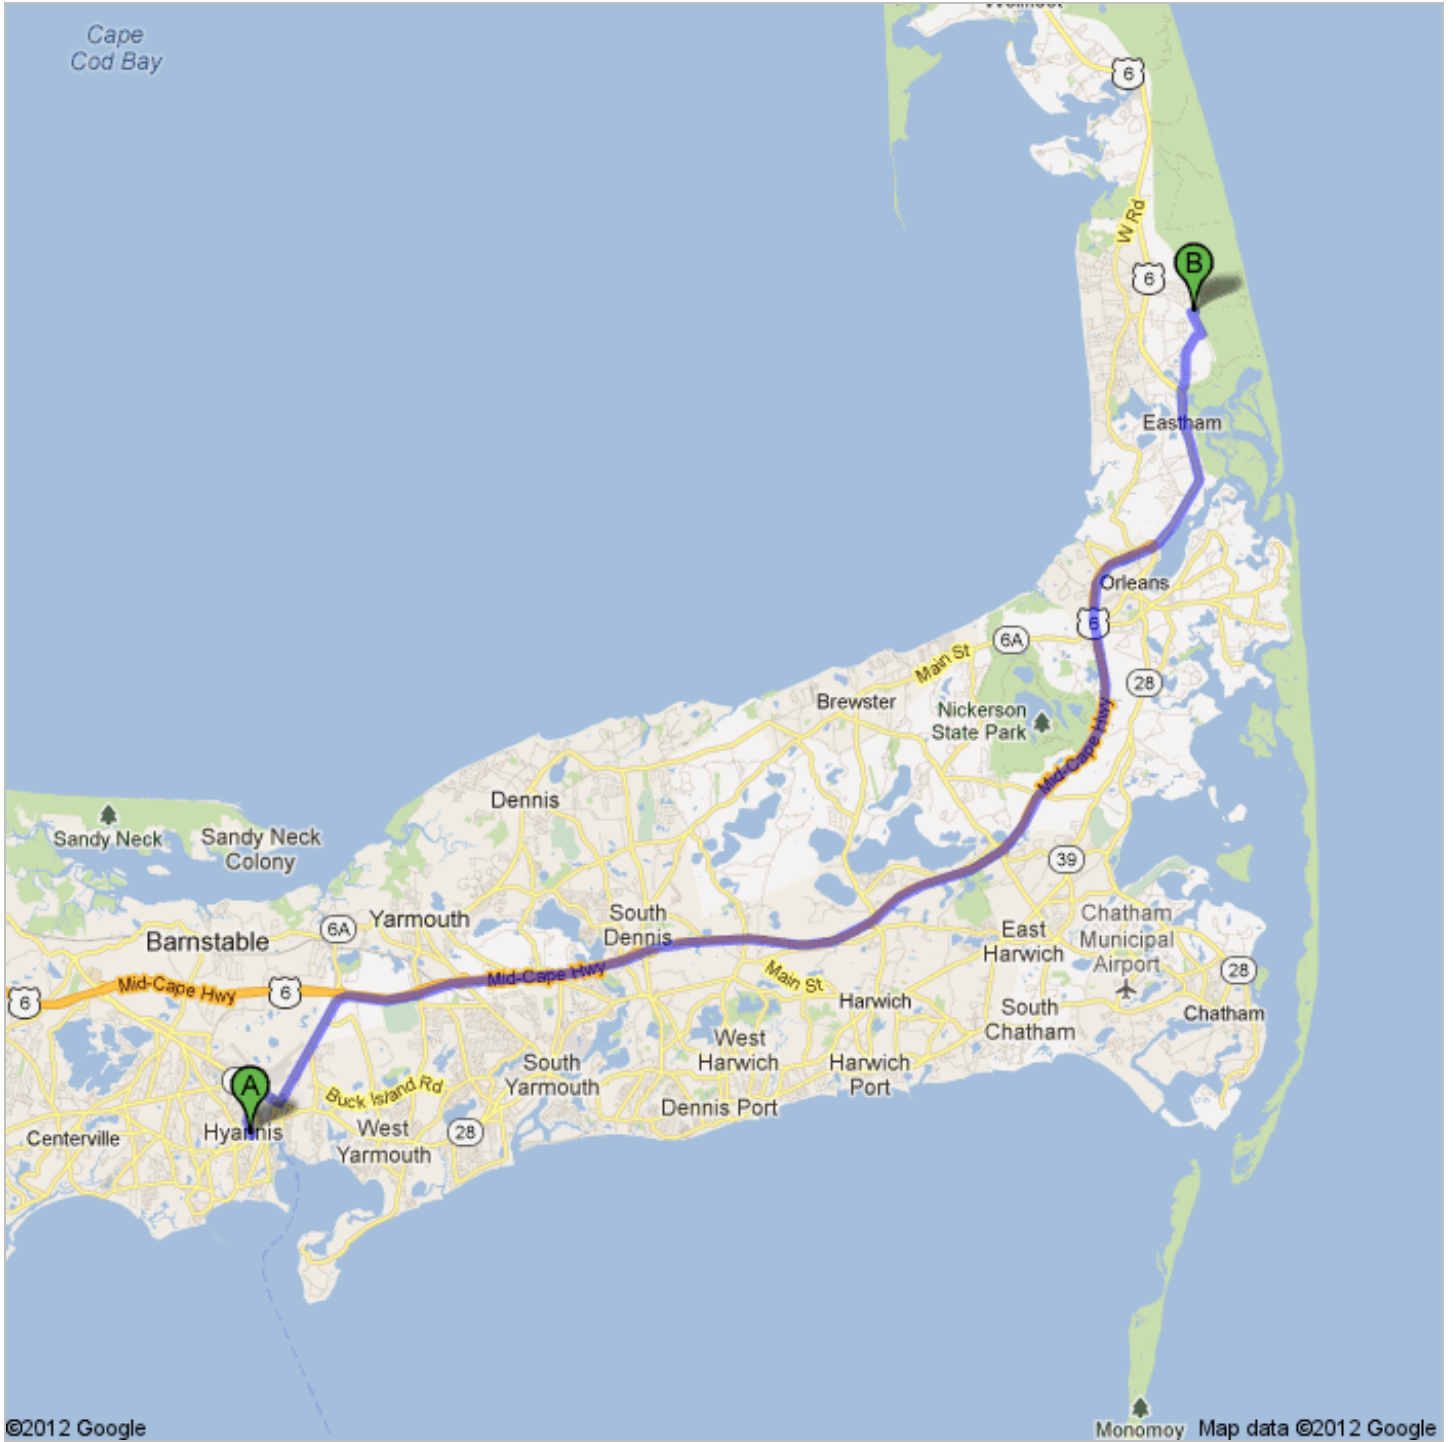 Wellfleet
Cape
Cod Bay
6
W Rd
B
6
Eastham
Orleans
6
6A
Main St
28
Brewster
Nickerson
State Park
Mid-Cape Hwy
Dennis
Sandy Neck
Sandy Neck
Colony
39
Yarmouth
South
Dennis
East
Harwich
Chatham
Municipal
Airport
6A
Barnstable
Mid-Cape Hwy
6
6
Mid-Cape Hwy
Main St
28
Harwich
South
Chatham
Chatham
West
Harwich
Harwich
Port
South
Yarmouth
A
Buck Island Rd
Dennis Port
Hyannis
Centerville
West
Yarmouth
28
Monomoy
©2012 Google
Map data ©2012 Google